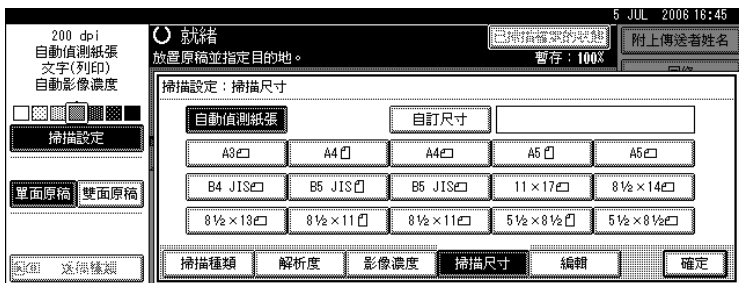 5 JUL 2006 16:45
200 dpi
自動偵測紙張
文字(列印)
自動影像濃度
就緒
放置原稿並指定目的地。
已掃描檔案的狀態
暫存：100%
附上傳送者姓名
掃描設定
單面原稿 雙面原稿
掃描設定：掃描尺寸
自動偵測紙張 自訂尺寸
A3 A4 A4 A5 A5
B4 JIS B5 JIS B5 JIS 11×17 8½×14
8½×13 8½×11 8½×11 5½×8½ 5½×8½
掃描種類 解析度 影像濃度 掃描尺寸 編輯
確定